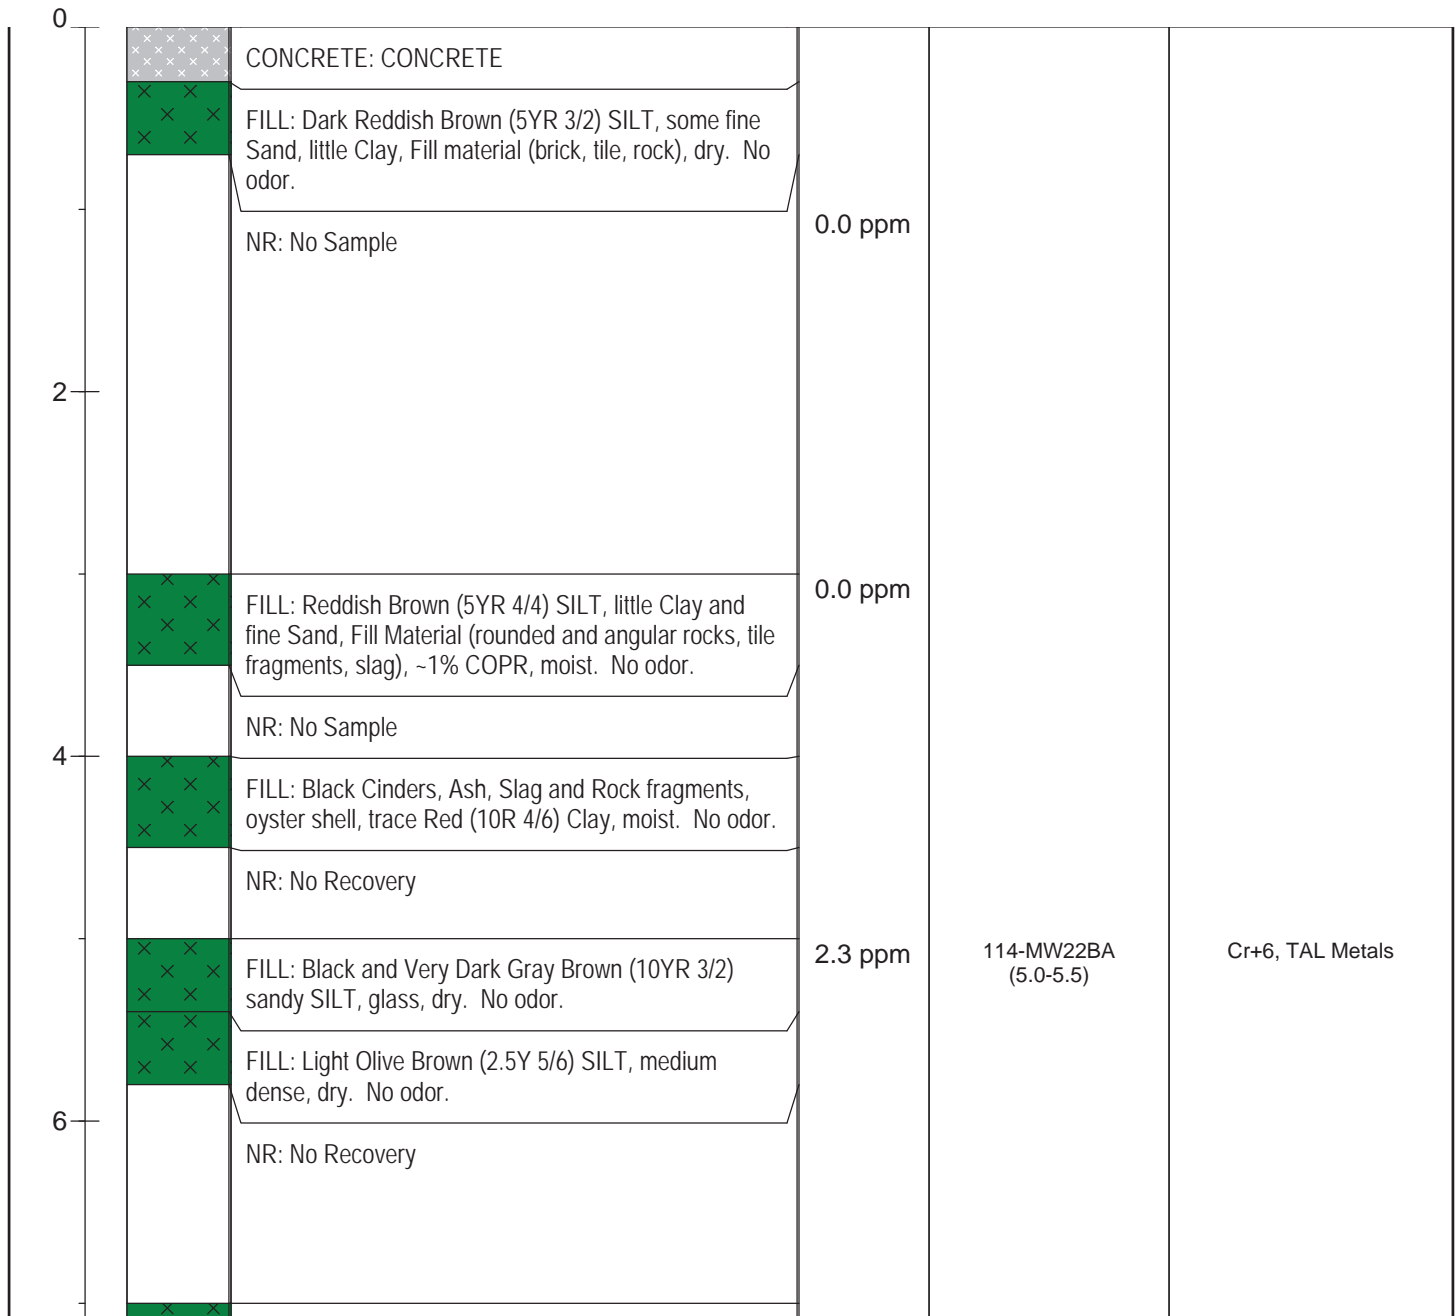 0
CONCRETE: CONCRETE
FILL: Dark Reddish Brown (5YR 3/2) SILT, some fine
Sand, little Clay, Fill material (brick, tile, rock), dry.  No
odor.
0.0 ppm
NR: No Sample
2
0.0 ppm
FILL: Reddish Brown (5YR 4/4) SILT, little Clay and
fine Sand, Fill Material (rounded and angular rocks, tile
fragments, slag), ~1% COPR, moist.  No odor.
NR: No Sample
4
FILL: Black Cinders, Ash, Slag and Rock fragments,
oyster shell, trace Red (10R 4/6) Clay, moist.  No odor.
NR: No Recovery
2.3 ppm
114-MW22BA
(5.0-5.5)
Cr+6, TAL Metals
FILL: Black and Very Dark Gray Brown (10YR 3/2)
sandy SILT, glass, dry.  No odor.
FILL: Light Olive Brown (2.5Y 5/6) SILT, medium
dense, dry.  No odor.
6
NR: No Recovery